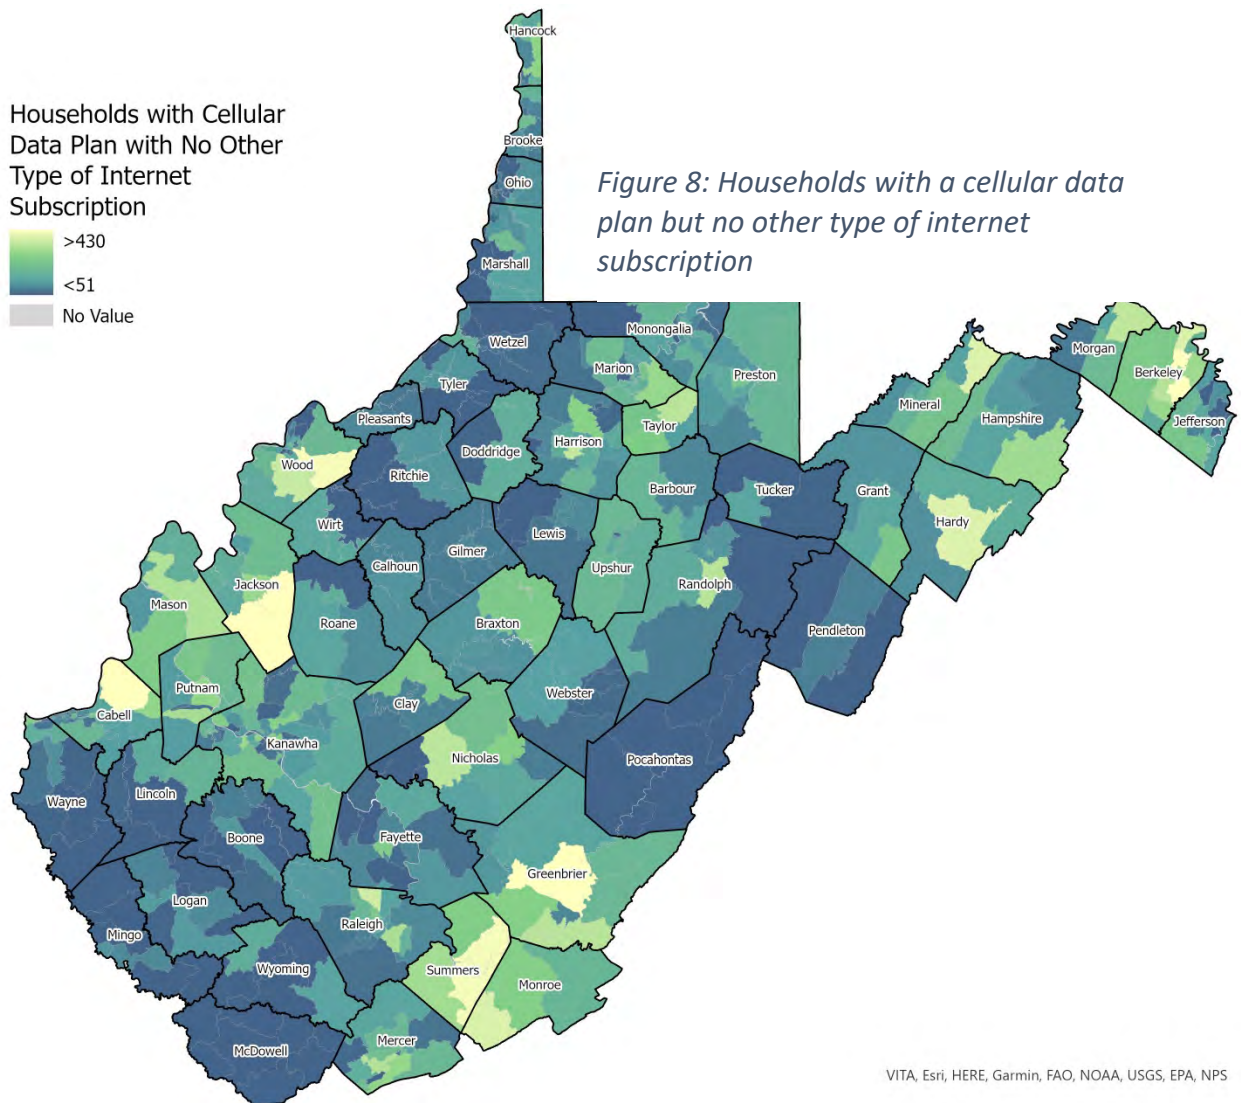 Hancock
Households with Cellular
Data Plan with No Other
Type of Internet
Subscription
>430
<51
No Value
Brooke
Ohio
Figure 8: Households with a cellular data
plan but no other type of internet
subscription
Marshall
Wetzel
Monongalia
Marion
Preston
Tyler
Pleasants
Morgan
Berkeley
Jefferson
Mineral
Hampshire
Taylor
Harrison
Doddridge
Wood
Ritchie
Barbour
Tucker
Grant
Hardy
Wirt
Lewis
Gilmer
Calhoun
Upshur
Randolph
Jackson
Mason
Roane
Braxton
Pendleton
Putnam
Cabell
Clay
Webster
Kanawha
Nicholas
Pocahontas
Wayne
Lincoln
Boone
Fayette
Greenbrier
Logan
Raleigh
Mingo
Wyoming
Summers
Monroe
Mercer
McDowell
VITA, Esri, HERE, Garmin, FAO, NOAA, USGS, EPA, NPS